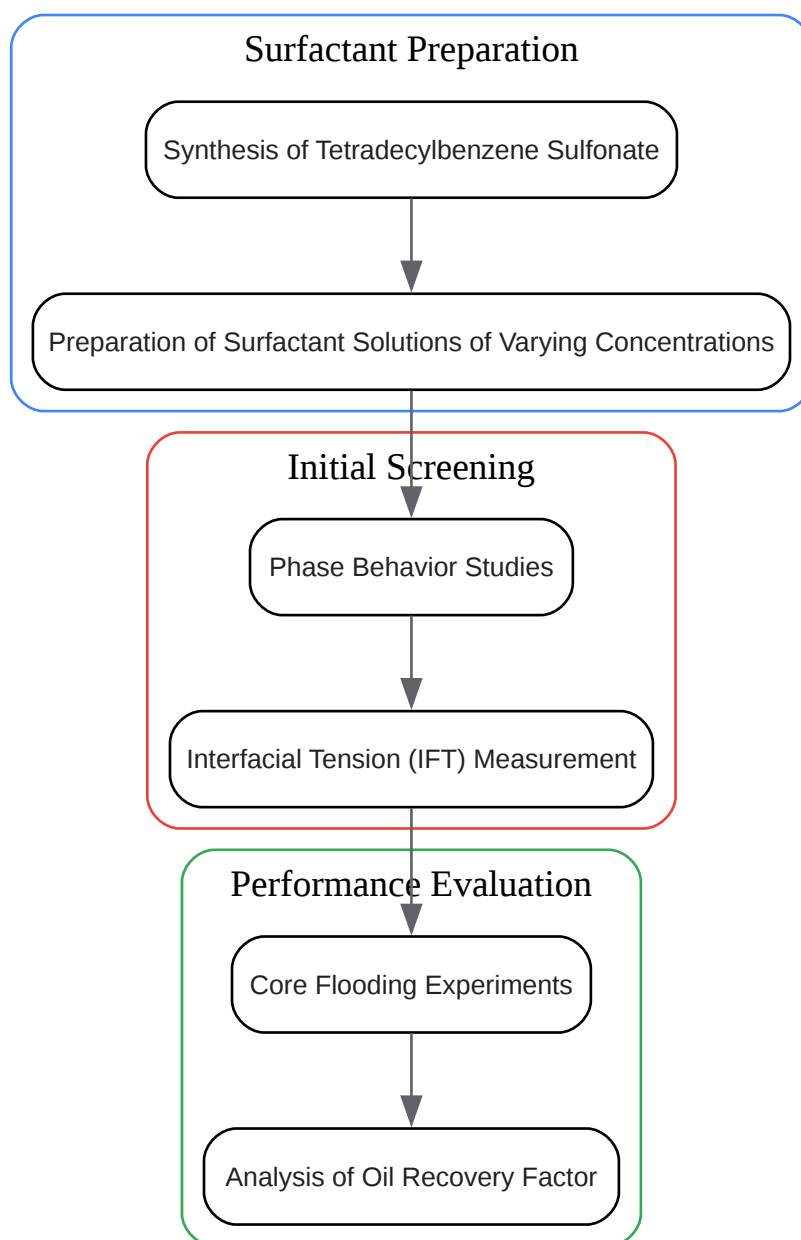 Surfactant Preparation
Synthesis of Tetradecylbenzene Sulfonate
Preparation of Surfactant Solutions of Varying Concentrations
Initial Screening
Phase Behavior Studies
Interfacial Tension (IFT) Measurement
Performance Evaluation
Core Flooding Experiments
Analysis of Oil Recovery Factor